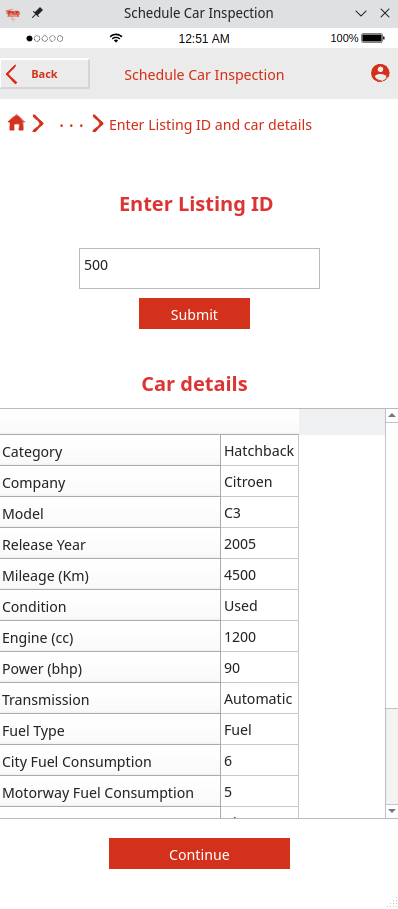 Schedule Car Inspection
12:51 AM
100%
Back
Schedule Car Inspection
. . .
Enter Listing ID and car details
Enter Listing ID
500
Submit
Car details
Category Hatchback
Company Citroen
Model C3
Release Year 2005
Mileage (Km) 4500
Condition Used
Engine (cc) 1200
Power (bhp) 90
Transmission Automatic
Fuel Type Fuel
City Fuel Consumption 6
Motorway Fuel Consumption 5
Continue